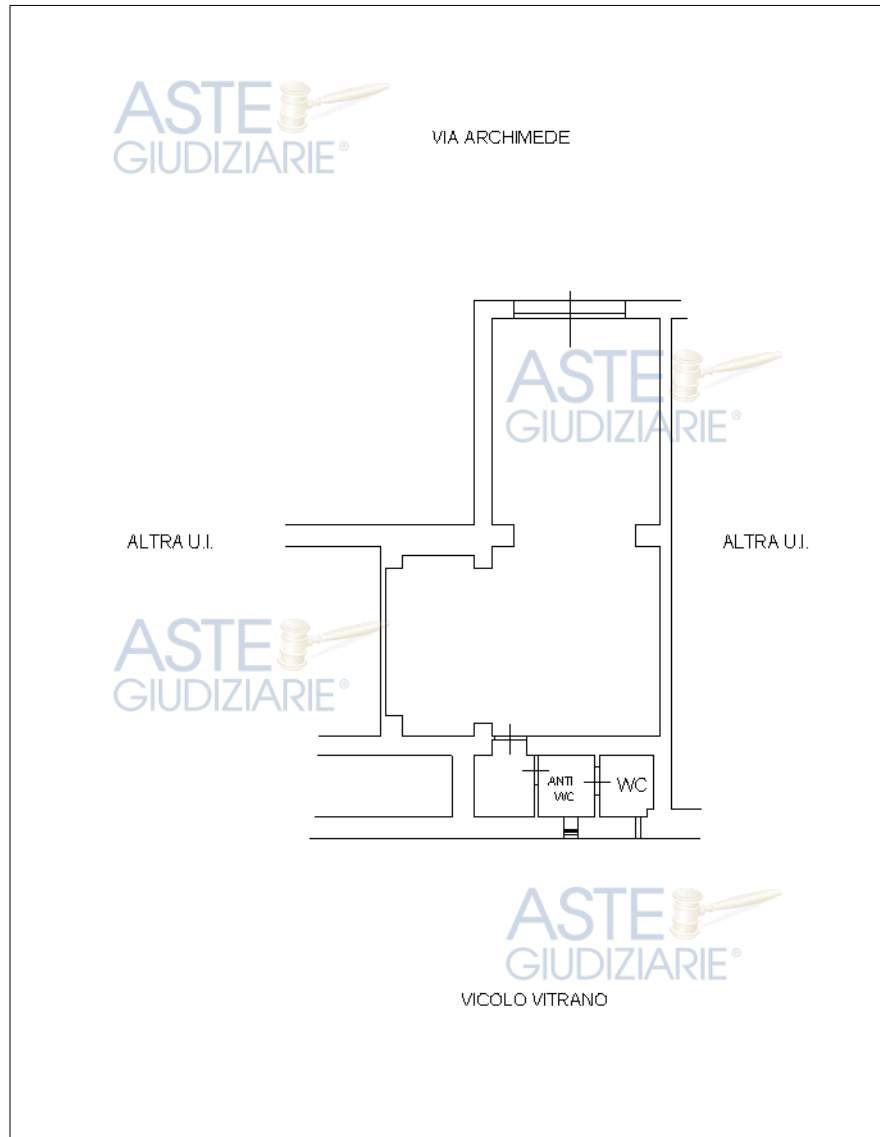 ASTE
GIUDIZIARIE®
VIA ARCHIMEDE
ASTE
GIUDIZIARIE®
ALTRA U.I.
ALTRA U.I.
ASTE
GIUDIZIARIE®
ANTI
WC
WC
ASTE
GIUDIZIARIE®
VICOLO VITRANO